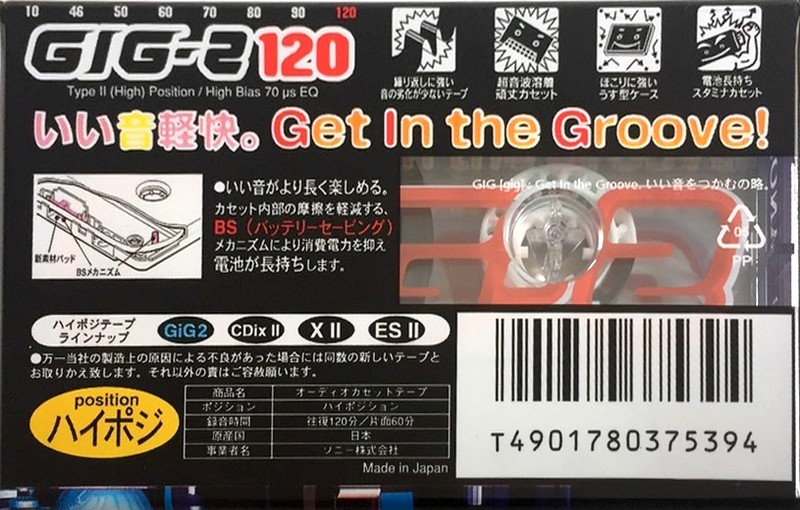 10 46 50 60 70 80 90 120
GIG-2 120
Type II (High) Position / High Bias 70 µs EQ
繰り返しに強い
音の劣化が少ないテープ
超音波溶着
頑丈カセット
ほこりに強い
うす型ケース
電池長持ち
スタミナカセット
いい音軽快。Get In the Groove!
新素材パッド
BSメカニズム
●いい音がより長く楽しめる。
カセット内部の摩擦を軽減する、
BS（バッテリーセービング）
メカニズムにより消費電力を抑え
電池が長持ちします。
GIG [gig] : Get In the Groove. いい音をつかむの略。
05
PP
ハイポジテープ
ラインナップ
GiG2 CDix II X II ES II
●万一当社の製造上の原因による不良があった場合には同数の新しいテープと
お取りかえ致します。それ以外の責はご容赦願います。
position
ハイポジ
商品名 オーディオカセットテープ
ポジション ハイポジション
録音時間 往復120分／片面60分
原産国 日本
事業者名 ソニー株式会社
Made in Japan
T4901780375394